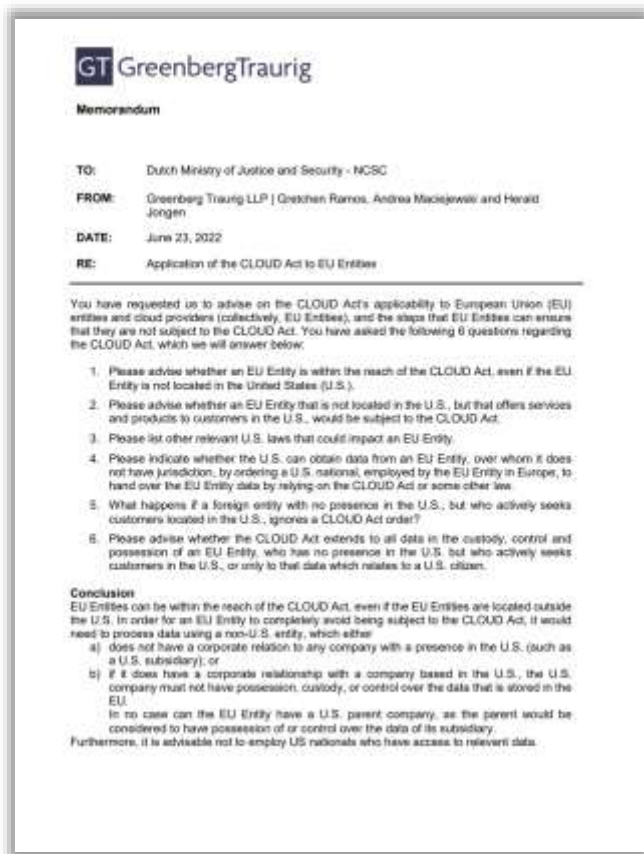 GT GreenbergTraurig
Memorandum
TO: Dutch Ministry of Justice and Security - NCSC
FROM: Greenberg Traurig LLP | Gretchen Ramos, Andrea Maciejewski and Herald
Jongen
DATE: June 23, 2022
RE: Application of the CLOUD Act to EU Entities
You have requested us to advise on the CLOUD Act's applicability to European Union (EU)
entities and cloud providers (collectively, EU Entities), and the steps that EU Entities can ensure
that they are not subject to the CLOUD Act. You have asked the following 6 questions regarding
the CLOUD Act, which we will answer below:
1. Please advise whether an EU Entity is within the reach of the CLOUD Act, even if the EU
Entity is not located in the United States (U.S.).
2. Please advise whether an EU Entity that is not located in the U.S., but that offers services
and products to customers in the U.S., would be subject to the CLOUD Act.
3. Please list other relevant U.S. laws that could impact an EU Entity.
4. Please indicate whether the U.S. can obtain data from an EU Entity, over whom it does
not have jurisdiction, by ordering a U.S. national, employed by the EU Entity in Europe, to
hand over the EU Entity data by relying on the CLOUD Act or some other law.
5. What happens if a foreign entity with no presence in the U.S., but who actively seeks
customers located in the U.S., ignores a CLOUD Act order?
6. Please advise whether the CLOUD Act extends to all data in the custody, control and
possession of an EU Entity, who has no presence in the U.S. but who actively seeks
customers in the U.S., or only to that data which relates to a U.S. citizen.
Conclusion
EU Entities can be within the reach of the CLOUD Act, even if the EU Entities are located outside
the U.S. In order for an EU Entity to completely avoid being subject to the CLOUD Act, it would
need to process data using a non-U.S. entity, which either
a) does not have a corporate relation to any company with a presence in the U.S. (such as
a U.S. subsidiary); or
b) if it does have a corporate relationship with a company based in the U.S., the U.S.
company must not have possession, custody, or control over the data that is stored in the
EU.
In no case can the EU Entity have a U.S. parent company, as the parent would be
considered to have possession of or control over the data of its subsidiary.
Furthermore, it is advisable not to employ US nationals who have access to relevant data.